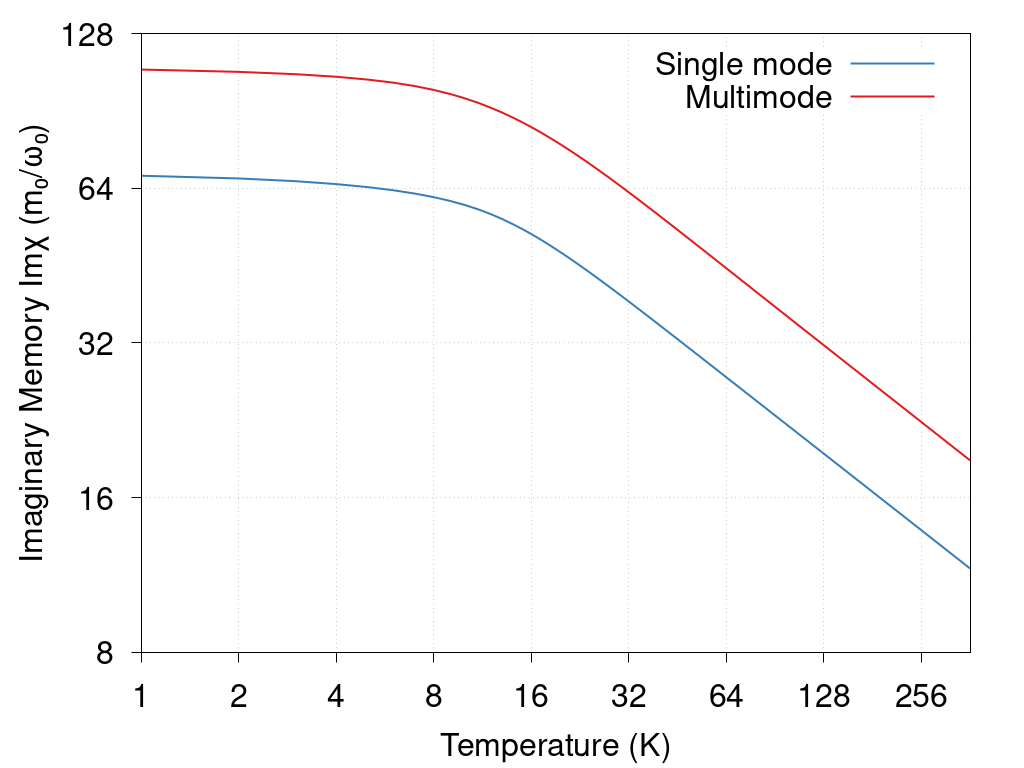 128
64
32
16
8
Imaginary Memory Imχ (m₀/ω₀)
Single mode
Multimode
1 2 4 8 16 32 64 128 256
Temperature (K)